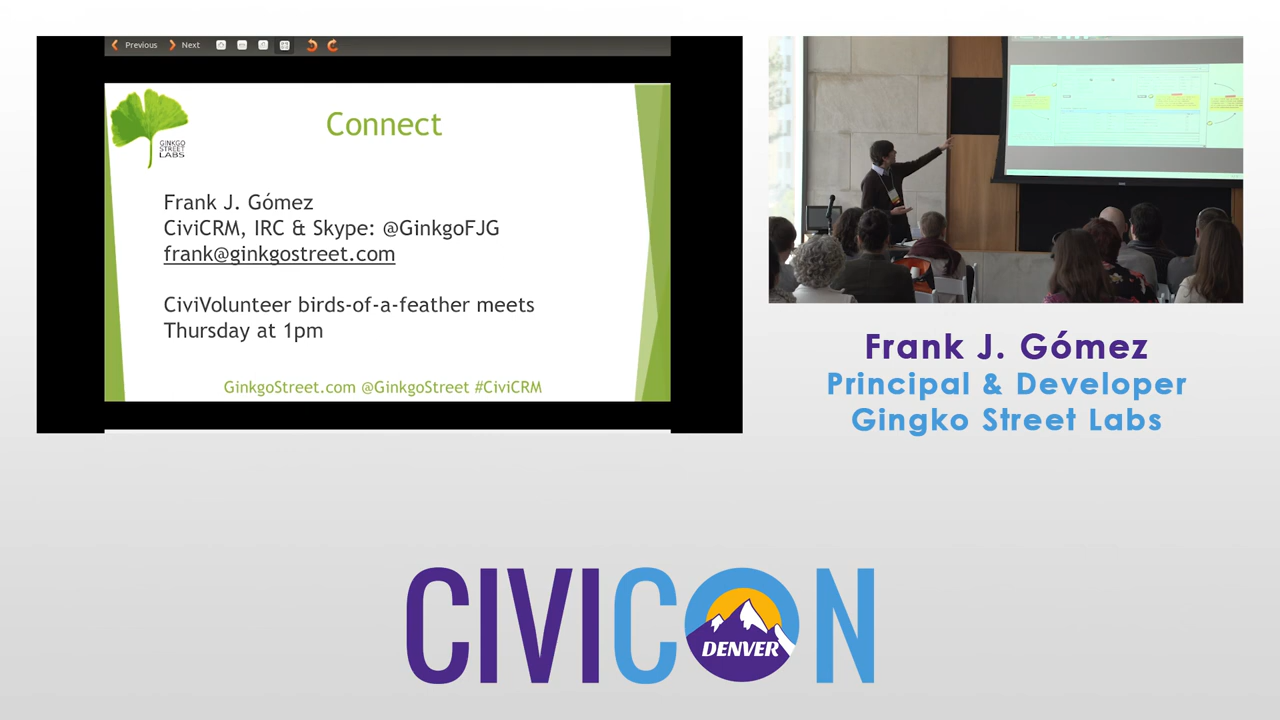 Previous
Next
Connect
GINKGO
STREET
LABS
Frank J. Gómez
CiviCRM, IRC & Skype: @GinkgoFJG
frank@ginkgostreet.com
CiviVolunteer birds-of-a-feather meets
Thursday at 1pm
GinkgoStreet.com @GinkgoStreet #CiviCRM
Frank J. Gómez
Principal & Developer
Gingko Street Labs
CIVICON
DENVER